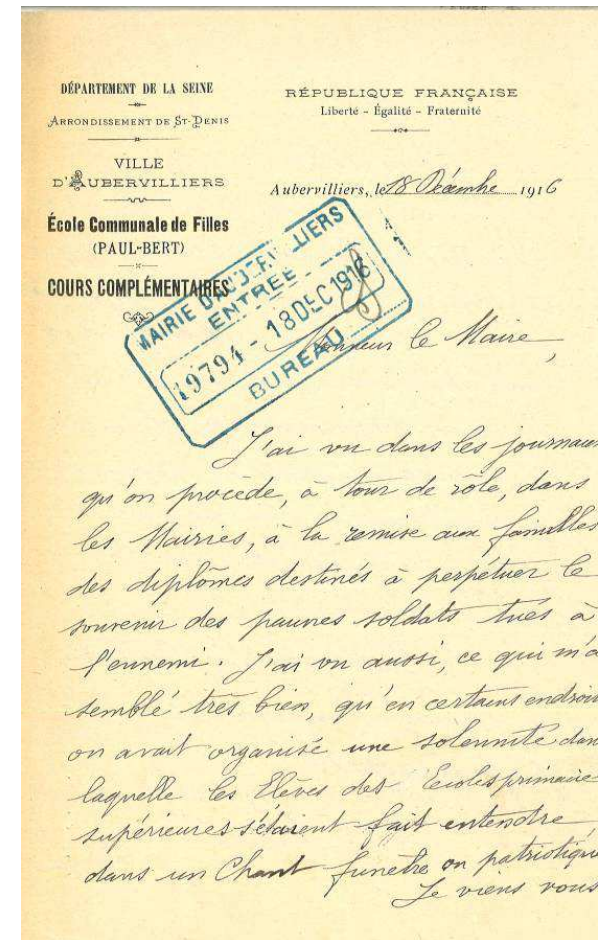 DÉPARTEMENT DE LA SEINE
ARRONDISSEMENT DE ST-DENIS
VILLE
D'AUBERVILLIERS
École Communale de Filles
(PAUL-BERT)
COURS COMPLÉMENTAIRES
RÉPUBLIQUE FRANÇAISE
Liberté - Égalité - Fraternité
Aubervilliers, le 18 Décembre 1916
MAIRIE D'AUBERVILLIERS
ENTRÉE
19794 - 18 DEC 1916
BUREAU
Monsieur le Maire,
J'ai vu dans les journaux
qu'on procède, à tour de rôle, dans
les Mairies, à la remise aux familles
des diplômes destinés à perpétuer le
souvenir des pauvres soldats tués à
l'ennemi. J'ai vu aussi, ce qui m'a
semblé très bien, qu'en certains endroits
on avait organisé une solennité dans
laquelle les Elèves des Ecoles primaire
supérieures s'étaient fait entendre
dans un Chant funèbre ou patriotique
Je viens vous